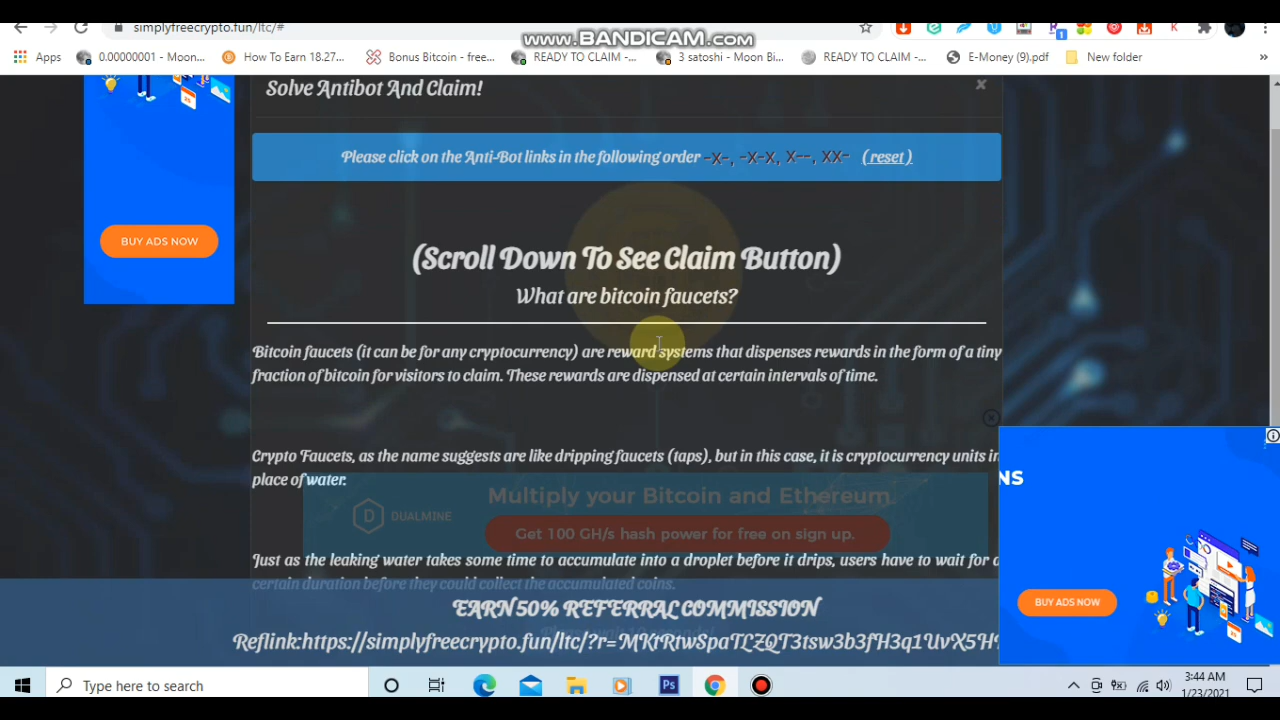 simplyfreecrypto.fun/ltc/#
www.BANDICAM.com
Apps
0.00000001 - Moon...
How To Earn 18.27...
Bonus Bitcoin - free...
READY TO CLAIM -...
3 satoshi - Moon Bi...
READY TO CLAIM -...
E-Money (9).pdf
New folder
»
Solve Antibot And Claim!
Please click on the Anti-Bot links in the following order -X-, -X-X, X--, XX- ( reset )
BUY ADS NOW
(Scroll Down To See Claim Button)
What are bitcoin faucets?
Bitcoin faucets (it can be for any cryptocurrency) are reward systems that dispenses rewards in the form of a tiny
fraction of bitcoin for visitors to claim. These rewards are dispensed at certain intervals of time.
Crypto Faucets, as the name suggests are like dripping faucets (taps), but in this case, it is cryptocurrency units in
place of water.
NS
Multiply your Bitcoin and Ethereum.
DUALMINE
Get 100 GH/s hash power for free on sign up.
Just as the leaking water takes some time to accumulate into a droplet before it drips, users have to wait for a
certain duration before they could collect the accumulated coins.
BUY ADS NOW
EARN 50% REFERRAL COMMISSION
Reflink:https://simplyfreecrypto.fun/ltc/?r=MKtRtwSpaTLZQT3tsw3b3fH3q1UvX5H
Type here to search
3:44 AM
1/23/2021